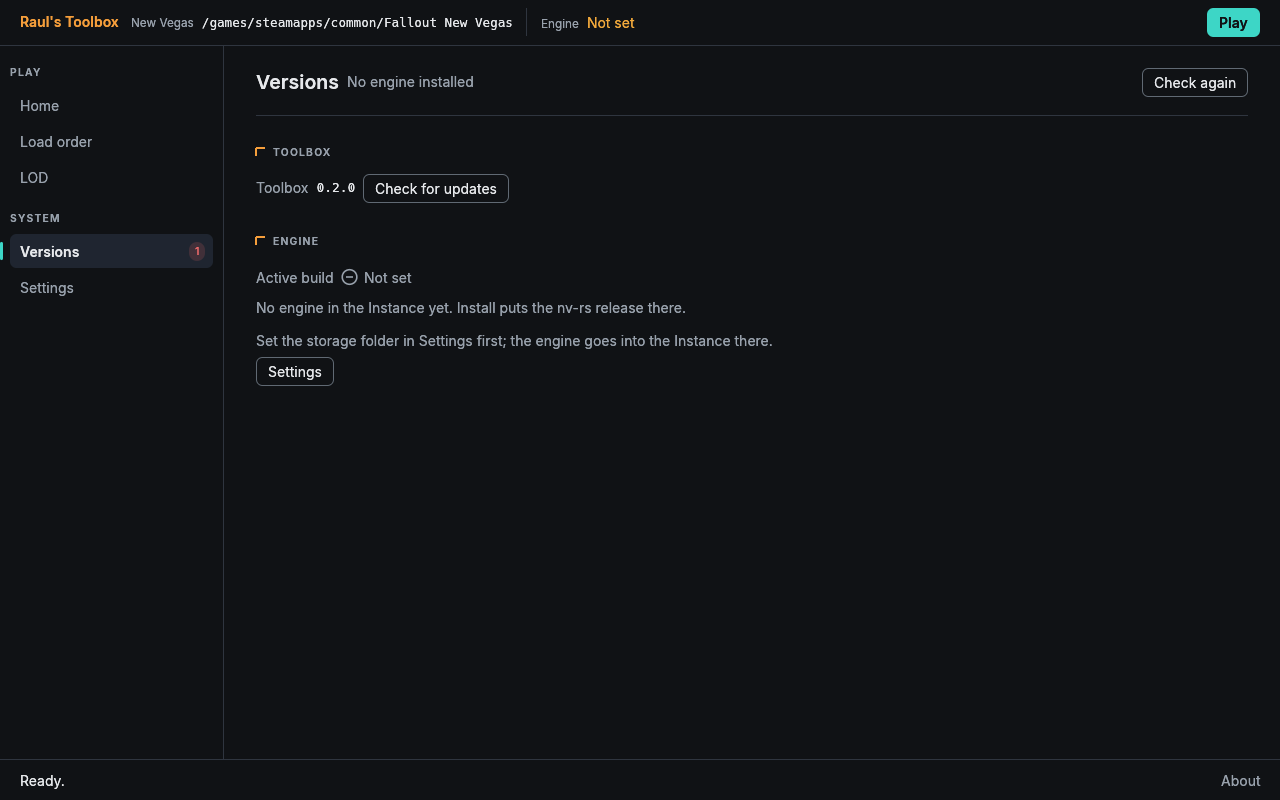 Raul's Toolbox New Vegas /games/steamapps/common/Fallout New Vegas Engine Not set Play
PLAY
Home
Load order
LOD
SYSTEM
Versions 1
Settings
Versions No engine installed Check again
TOOLBOX
Toolbox 0.2.0 Check for updates
ENGINE
Active build Not set
No engine in the Instance yet. Install puts the nv-rs release there.
Set the storage folder in Settings first; the engine goes into the Instance there.
Settings
Ready. About